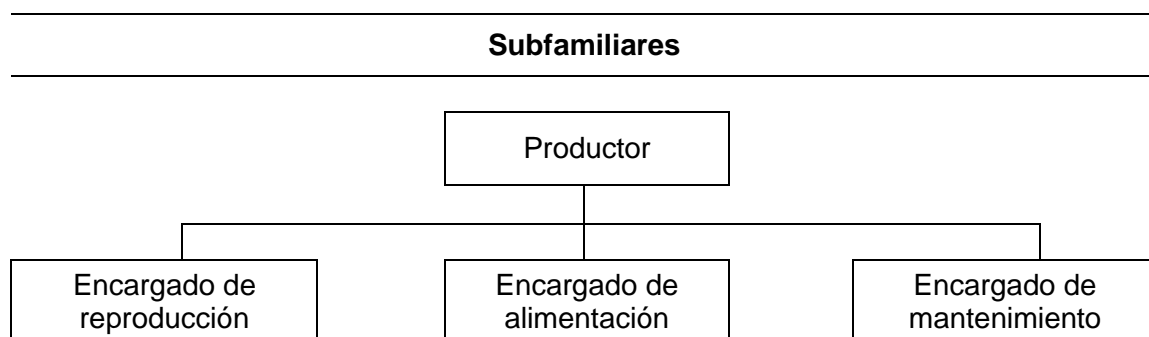 Subfamiliares
Productor
Encargado de
reproducción
Encargado de
alimentación
Encargado de
mantenimiento